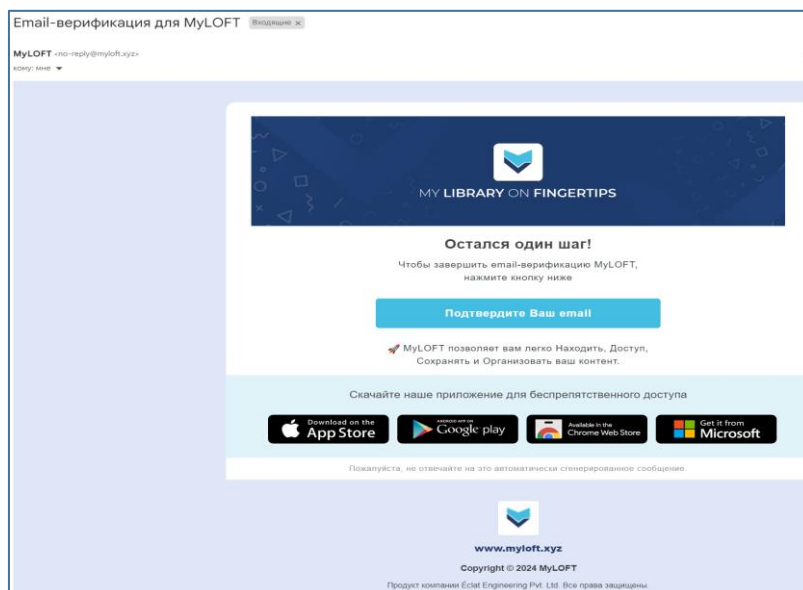 Email-верификация для MyLOFT Входящие x
MyLOFT <no-reply@myloft.xyz>
кому: мне
MY LIBRARY ON FINGERTIPS
Остался один шаг!
Чтобы завершить email-верификацию MyLOFT,
нажмите кнопку ниже
Подтвердите Ваш email
🚀 MyLOFT позволяет вам легко Находить, Доступ,
Сохранять и Организовать ваш контент.
Скачайте наше приложение для беспрепятственного доступа
Download on the App Store
ANDROID APP ON Google play
Available in the Chrome Web Store
Get it from Microsoft
Пожалуйста, не отвечайте на это автоматически сгенерированное сообщение
www.myloft.xyz
Copyright © 2024 MyLOFT
Продукт компании Éclat Engineering Pvt. Ltd. Все права защищены.